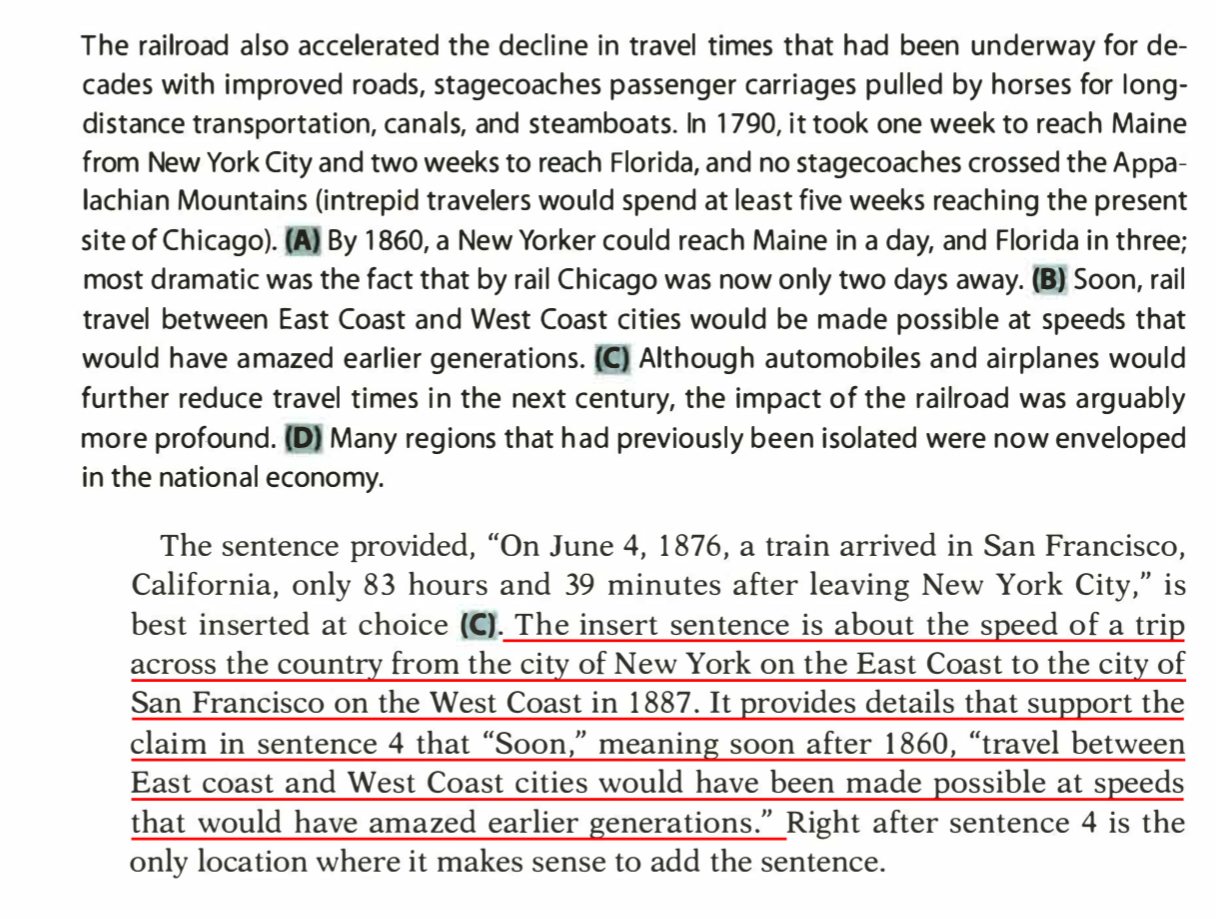 The railroad also accelerated the decline in travel times that had been underway for de-
cades with improved roads, stagecoaches passenger carriages pulled by horses for long-
distance transportation, canals, and steamboats. In 1790, it took one week to reach Maine
from New York City and two weeks to reach Florida, and no stagecoaches crossed the Appa-
lachian Mountains (intrepid travelers would spend at least five weeks reaching the present
site of Chicago). (A) By 1860, a New Yorker could reach Maine in a day, and Florida in three;
most dramatic was the fact that by rail Chicago was now only two days away. (B) Soon, rail
travel between East Coast and West Coast cities would be made possible at speeds that
would have amazed earlier generations. (C) Although automobiles and airplanes would
further reduce travel times in the next century, the impact of the railroad was arguably
more profound. (D) Many regions that had previously been isolated were now enveloped
in the national economy.
The sentence provided, “On June 4, 1876, a train arrived in San Francisco,
California, only 83 hours and 39 minutes after leaving New York City,” is
best inserted at choice (C). The insert sentence is about the speed of a trip
across the country from the city of New York on the East Coast to the city of
San Francisco on the West Coast in 1887. It provides details that support the
claim in sentence 4 that “Soon,” meaning soon after 1860, “travel between
East coast and West Coast cities would have been made possible at speeds
that would have amazed earlier generations.” Right after sentence 4 is the
only location where it makes sense to add the sentence.